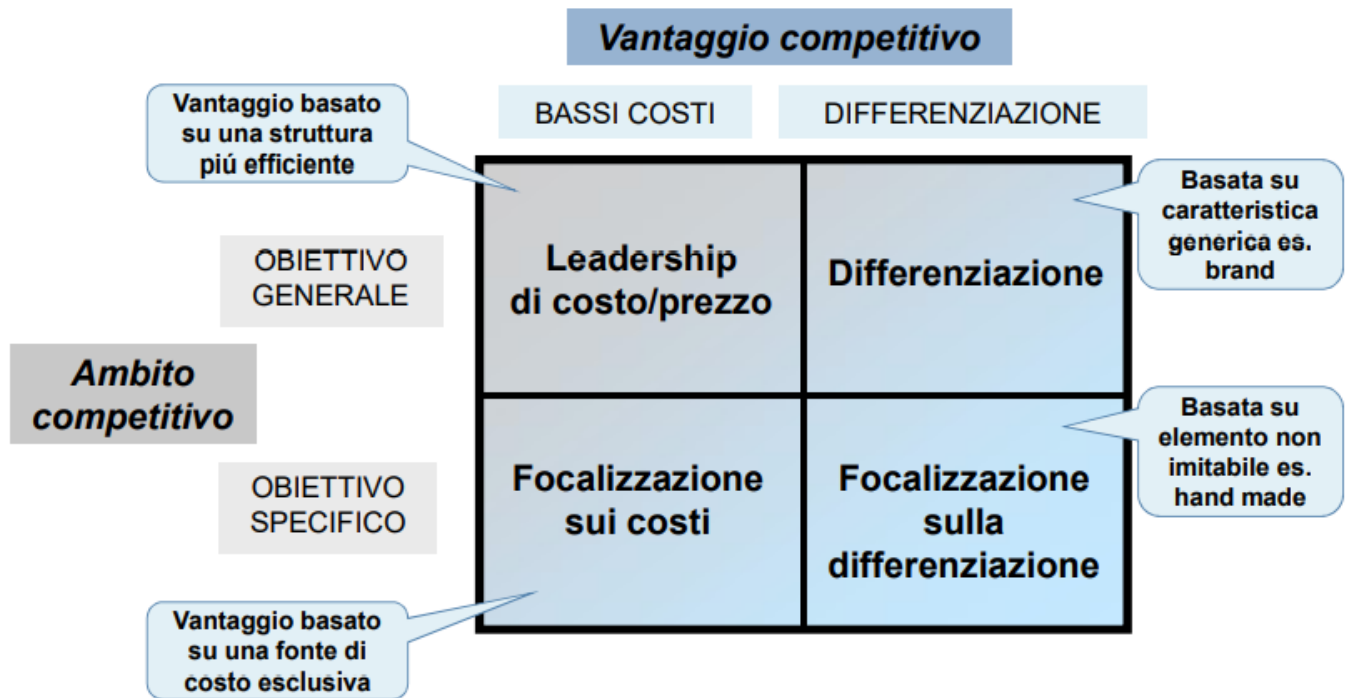 Vantaggio competitivo
Vantaggio basato
su una struttura
piú efficiente
BASSI COSTI
DIFFERENZIAZIONE
Basata su
caratteristica
generica es.
brand
OBIETTIVO
GENERALE
Leadership
di costo/prezzo
Differenziazione
Ambito
competitivo
Basata su
elemento non
imitabile es.
hand made
OBIETTIVO
SPECIFICO
Focalizzazione
sui costi
Focalizzazione
sulla
differenziazione
Vantaggio basato
su una fonte di
costo esclusiva